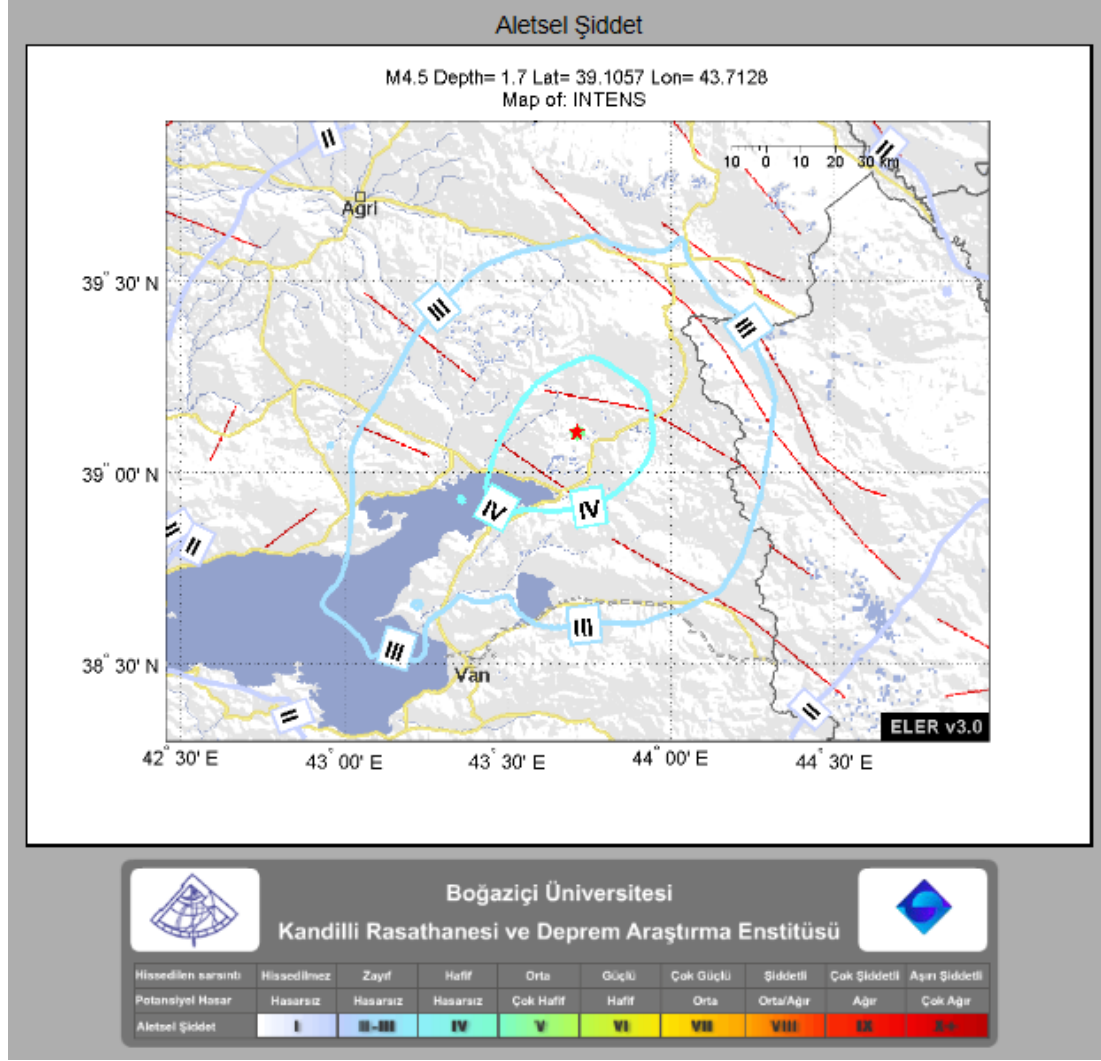 Aletsel Şiddet
M4.5 Depth= 1.7 Lat= 39.1057 Lon= 43.7128
Map of: INTENS
II
II
10 0 10 20 30 km
Agri
39° 30' N
III
III
39° 00' N
IV
IV
II
II
III
III
38° 30' N
Van
II
II
ELER v3.0
42° 30' E
43° 00' E
43° 30' E
44° 00' E
44° 30' E
Boğaziçi Üniversitesi
Kandilli Rasathanesi ve Deprem Araştırma Enstitüsü
Hissedilen sarsıntı Hissedilmez Zayıf Hafif Orta Güçlü Çok Güçlü Şiddetli Çok Şiddetli Aşırı Şiddetli
Potansiyel Hasar Hasarsız Hasarsız Hasarsız Çok Hafif Hafif Orta Orta/Ağır Ağır Çok Ağır
Aletsel Şiddet I II-III IV V VI VII VIII IX X+